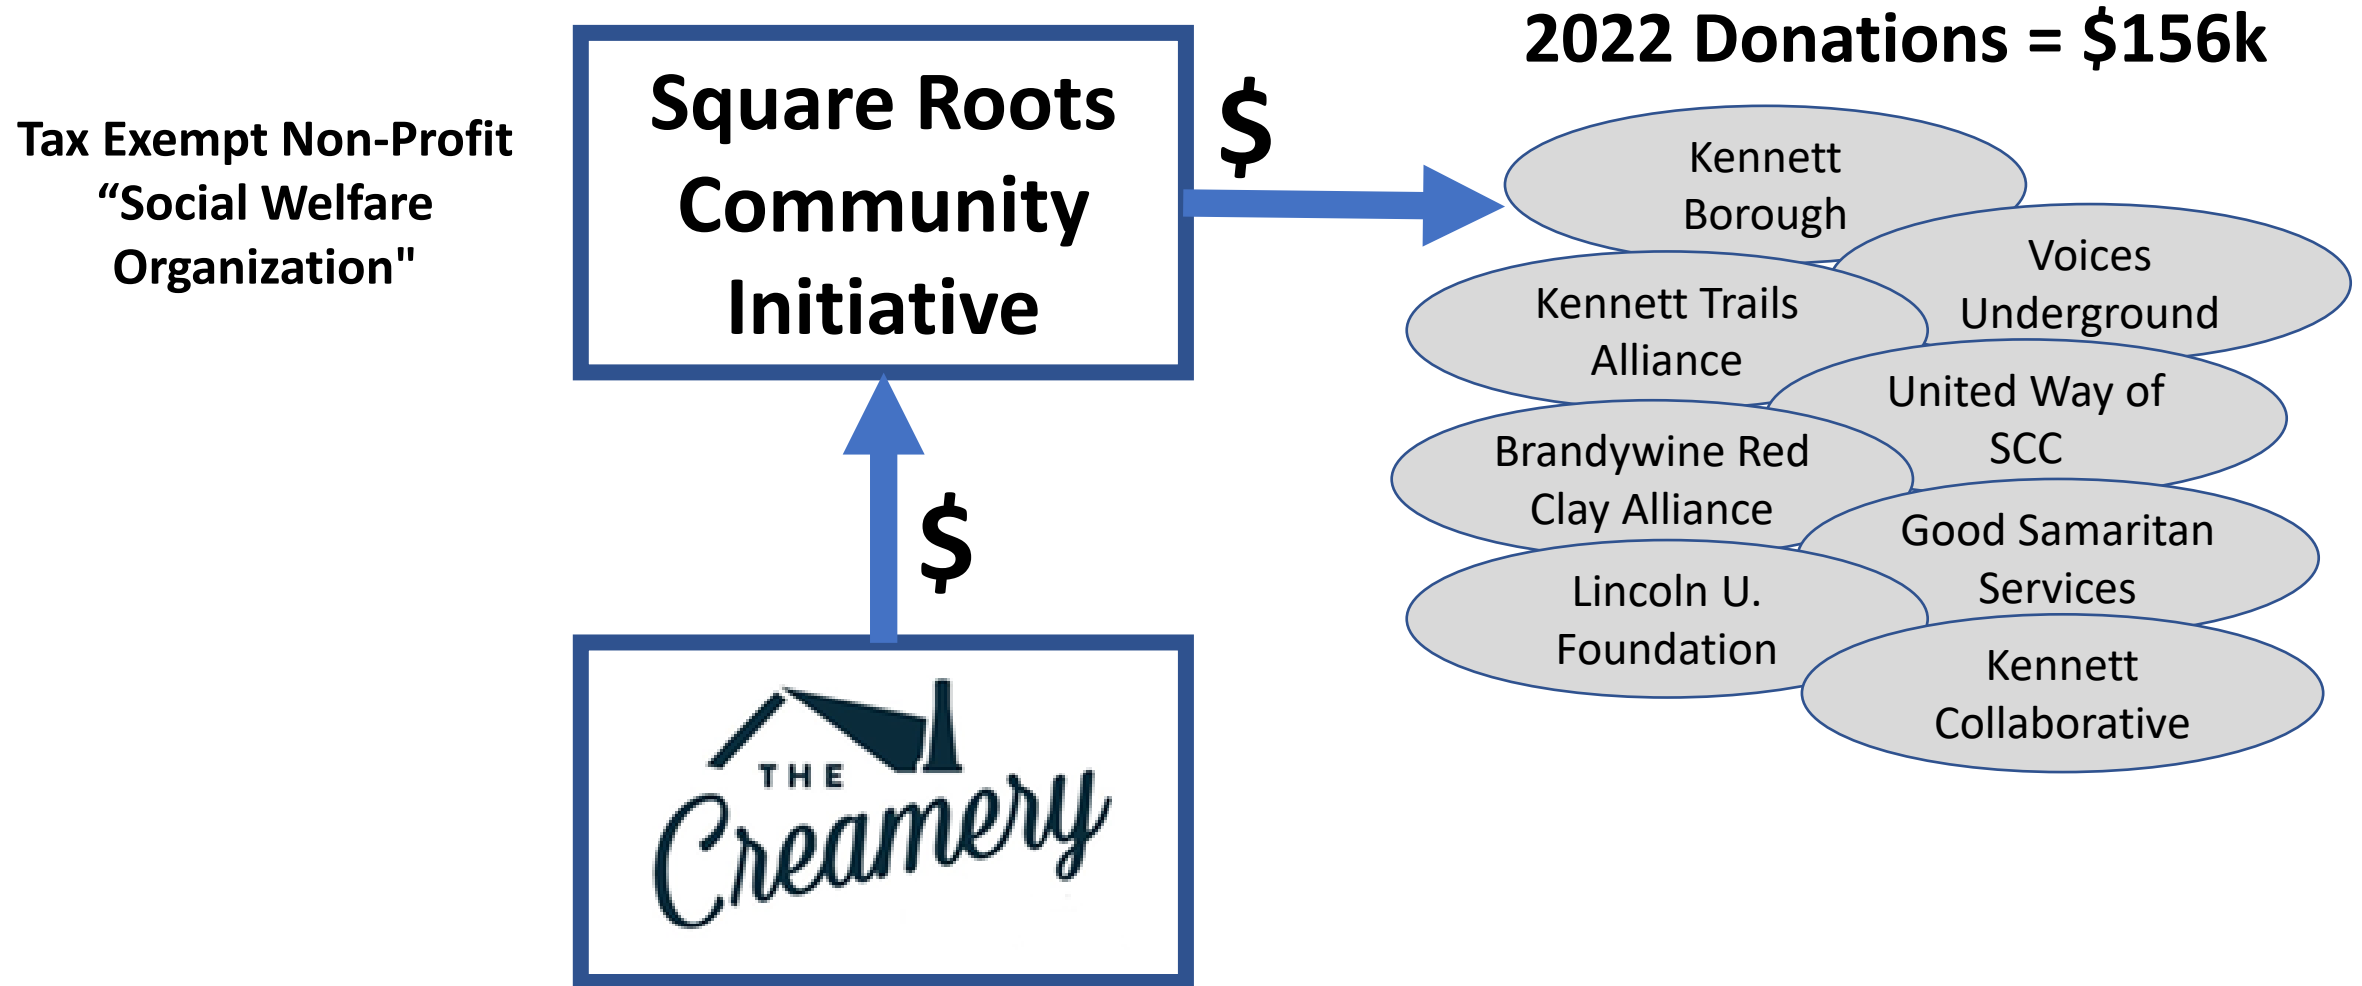 2022 Donations = $156k
Tax Exempt Non-Profit
“Social Welfare
Organization"
Square Roots
Community
Initiative
$
$
THE
Creamery
Kennett
Borough
Voices
Underground
Kennett Trails
Alliance
United Way of
SCC
Brandywine Red
Clay Alliance
Good Samaritan
Services
Lincoln U.
Foundation
Kennett
Collaborative